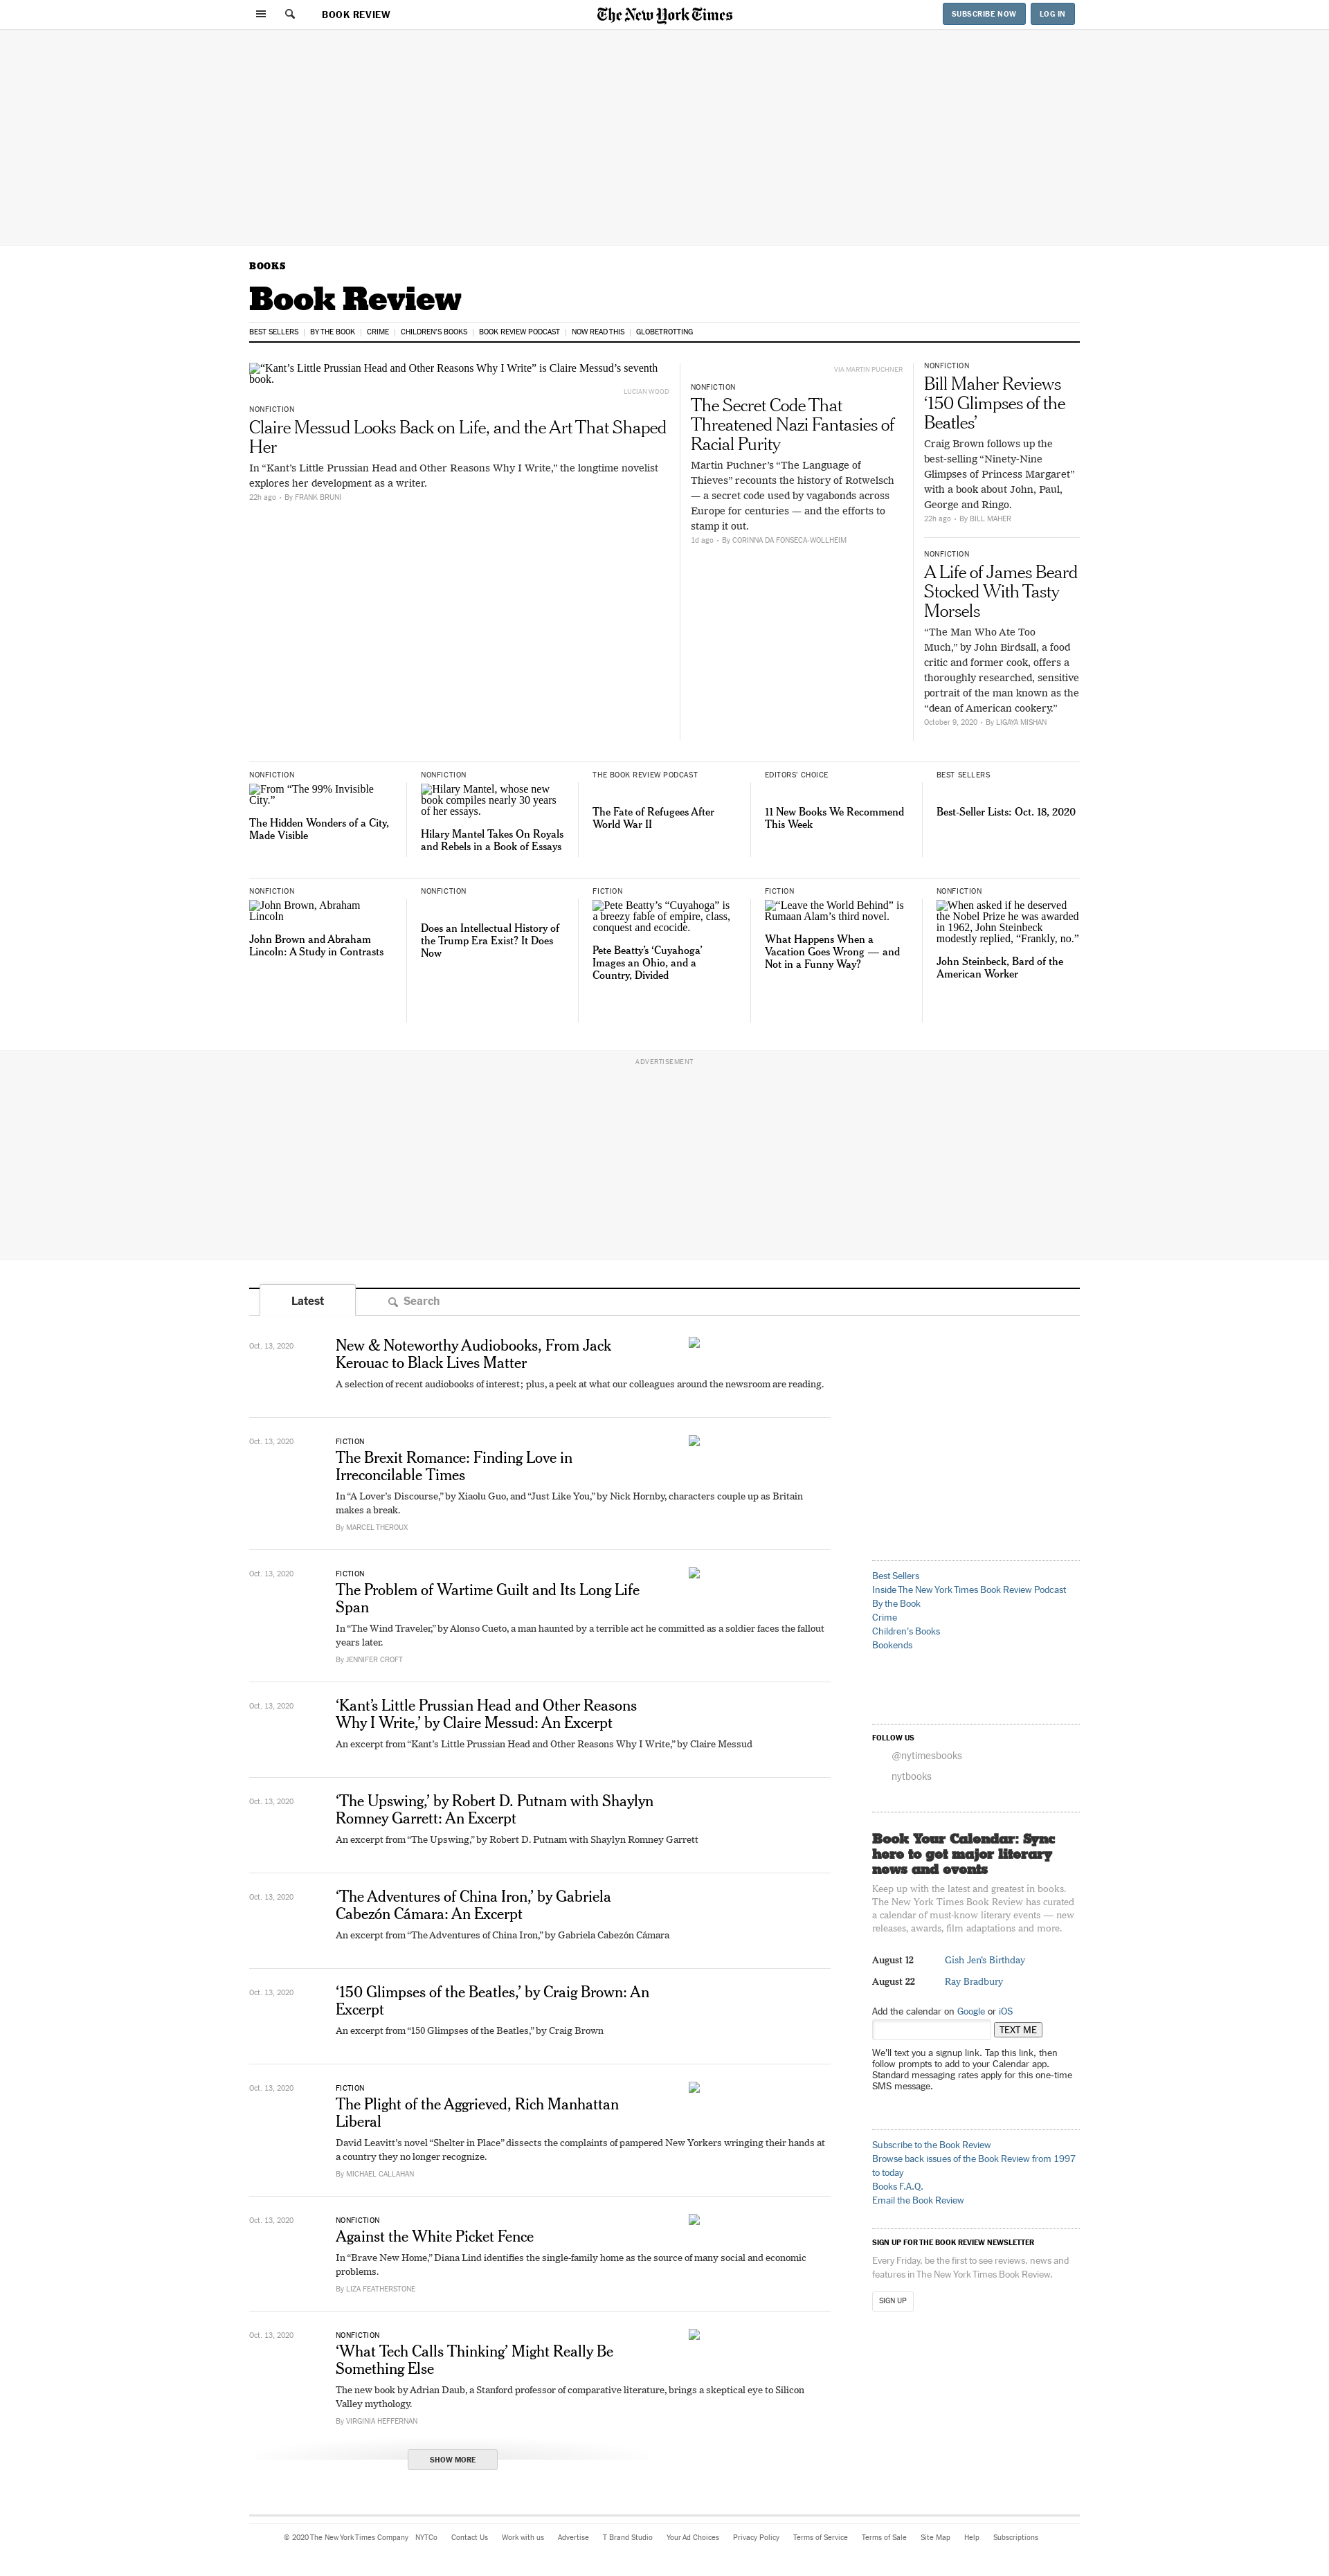 BOOK REVIEW
The New York Times
SUBSCRIBE NOW
LOG IN
BOOKS
Book Review
BEST SELLERS
BY THE BOOK
CRIME
CHILDREN'S BOOKS
BOOK REVIEW PODCAST
NOW READ THIS
GLOBETROTTING
“Kant’s Little Prussian Head and Other Reasons Why I Write” is Claire Messud’s seventh
book.
LUCIAN WOOD
NONFICTION
Claire Messud Looks Back on Life, and the Art That Shaped
Her
In “Kant’s Little Prussian Head and Other Reasons Why I Write,” the longtime novelist
explores her development as a writer.
22h ago • By FRANK BRUNI
VIA MARTIN PUCHNER
NONFICTION
The Secret Code That
Threatened Nazi Fantasies of
Racial Purity
Martin Puchner’s “The Language of
Thieves” recounts the history of Rotwelsch
— a secret code used by vagabonds across
Europe for centuries — and the efforts to
stamp it out.
1d ago • By CORINNA DA FONSECA-WOLLHEIM
NONFICTION
Bill Maher Reviews
‘150 Glimpses of the
Beatles’
Craig Brown follows up the
best-selling “Ninety-Nine
Glimpses of Princess Margaret”
with a book about John, Paul,
George and Ringo.
22h ago • By BILL MAHER
NONFICTION
A Life of James Beard
Stocked With Tasty
Morsels
“The Man Who Ate Too
Much,” by John Birdsall, a food
critic and former cook, offers a
thoroughly researched, sensitive
portrait of the man known as the
“dean of American cookery.”
October 9, 2020 • By LIGAYA MISHAN
NONFICTION
From “The 99% Invisible
City.”
The Hidden Wonders of a City,
Made Visible
NONFICTION
Hilary Mantel, whose new
book compiles nearly 30 years
of her essays.
Hilary Mantel Takes On Royals
and Rebels in a Book of Essays
THE BOOK REVIEW PODCAST
The Fate of Refugees After
World War II
EDITORS’ CHOICE
11 New Books We Recommend
This Week
BEST SELLERS
Best-Seller Lists: Oct. 18, 2020
NONFICTION
John Brown, Abraham
Lincoln
John Brown and Abraham
Lincoln: A Study in Contrasts
NONFICTION
Does an Intellectual History of
the Trump Era Exist? It Does
Now
FICTION
Pete Beatty’s “Cuyahoga” is
a breezy fable of empire, class,
conquest and ecocide.
Pete Beatty’s ‘Cuyahoga’
Images an Ohio, and a
Country, Divided
FICTION
“Leave the World Behind” is
Rumaan Alam’s third novel.
What Happens When a
Vacation Goes Wrong — and
Not in a Funny Way?
NONFICTION
When asked if he deserved
the Nobel Prize he was awarded
in 1962, John Steinbeck
modestly replied, “Frankly, no.”
John Steinbeck, Bard of the
American Worker
ADVERTISEMENT
Latest
Search
Oct. 13, 2020
New & Noteworthy Audiobooks, From Jack
Kerouac to Black Lives Matter
A selection of recent audiobooks of interest; plus, a peek at what our colleagues around the newsroom are reading.
Oct. 13, 2020
FICTION
The Brexit Romance: Finding Love in
Irreconcilable Times
In “A Lover’s Discourse,” by Xiaolu Guo, and “Just Like You,” by Nick Hornby, characters couple up as Britain
makes a break.
By MARCEL THEROUX
Oct. 13, 2020
FICTION
The Problem of Wartime Guilt and Its Long Life
Span
In “The Wind Traveler,” by Alonso Cueto, a man haunted by a terrible act he committed as a soldier faces the fallout
years later.
By JENNIFER CROFT
Oct. 13, 2020
‘Kant’s Little Prussian Head and Other Reasons
Why I Write,’ by Claire Messud: An Excerpt
An excerpt from “Kant’s Little Prussian Head and Other Reasons Why I Write,” by Claire Messud
Oct. 13, 2020
‘The Upswing,’ by Robert D. Putnam with Shaylyn
Romney Garrett: An Excerpt
An excerpt from “The Upswing,” by Robert D. Putnam with Shaylyn Romney Garrett
Oct. 13, 2020
‘The Adventures of China Iron,’ by Gabriela
Cabezón Cámara: An Excerpt
An excerpt from “The Adventures of China Iron,” by Gabriela Cabezón Cámara
Oct. 13, 2020
‘150 Glimpses of the Beatles,’ by Craig Brown: An
Excerpt
An excerpt from “150 Glimpses of the Beatles,” by Craig Brown
Oct. 13, 2020
FICTION
The Plight of the Aggrieved, Rich Manhattan
Liberal
David Leavitt’s novel “Shelter in Place” dissects the complaints of pampered New Yorkers wringing their hands at
a country they no longer recognize.
By MICHAEL CALLAHAN
Oct. 13, 2020
NONFICTION
Against the White Picket Fence
In “Brave New Home,” Diana Lind identifies the single-family home as the source of many social and economic
problems.
By LIZA FEATHERSTONE
Oct. 13, 2020
NONFICTION
‘What Tech Calls Thinking’ Might Really Be
Something Else
The new book by Adrian Daub, a Stanford professor of comparative literature, brings a skeptical eye to Silicon
Valley mythology.
By VIRGINIA HEFFERNAN
SHOW MORE
Best Sellers
Inside The New York Times Book Review Podcast
By the Book
Crime
Children's Books
Bookends
FOLLOW US
@nytimesbooks
nytbooks
Book Your Calendar: Sync
here to get major literary
news and events
Keep up with the latest and greatest in books.
The New York Times Book Review has curated
a calendar of must-know literary events — new
releases, awards, film adaptations and more.
August 12 Gish Jen’s Birthday
August 22 Ray Bradbury
Add the calendar on Google or iOS
TEXT ME
We’ll text you a signup link. Tap this link, then
follow prompts to add to your Calendar app.
Standard messaging rates apply for this one-time
SMS message.
Subscribe to the Book Review
Browse back issues of the Book Review from 1997
to today
Books F.A.Q.
Email the Book Review
SIGN UP FOR THE BOOK REVIEW NEWSLETTER
Every Friday, be the first to see reviews, news and
features in The New York Times Book Review.
SIGN UP
© 2020 The New York Times Company
NYTCo
Contact Us
Work with us
Advertise
T Brand Studio
Your Ad Choices
Privacy Policy
Terms of Service
Terms of Sale
Site Map
Help
Subscriptions